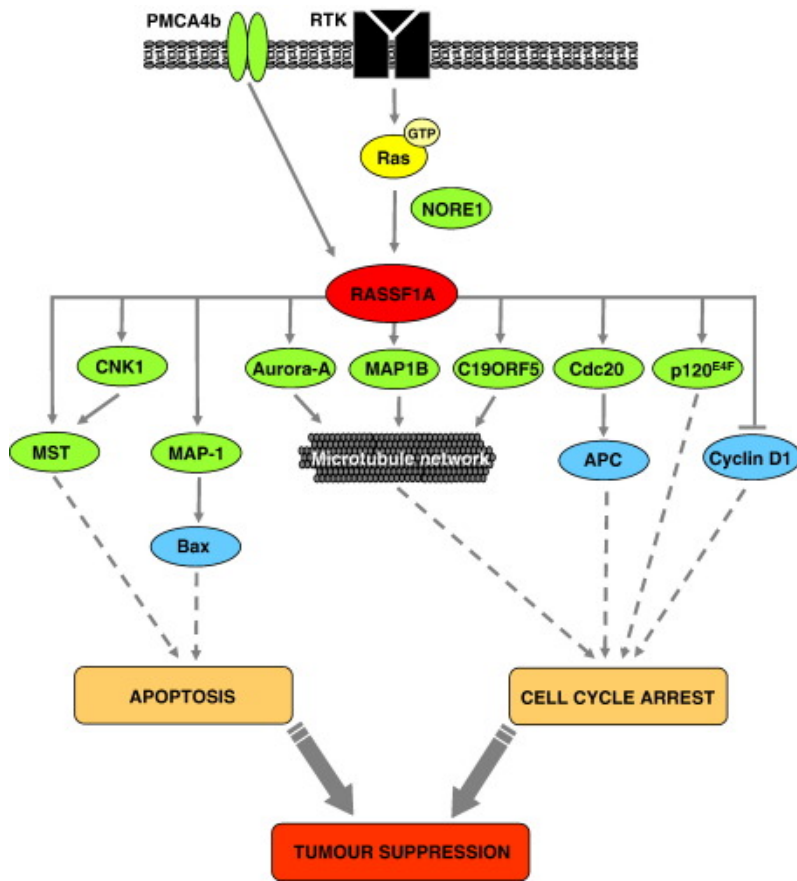 PMCA4b
RTK
GTP
Ras
NORE1
RASSF1A
CNK1
Aurora-A
MAP1B
C19ORF5
Cdc20
p120E4F
MST
MAP-1
Microtubule network
APC
Cyclin D1
Bax
APOPTOSIS
CELL CYCLE ARREST
TUMOUR SUPPRESSION